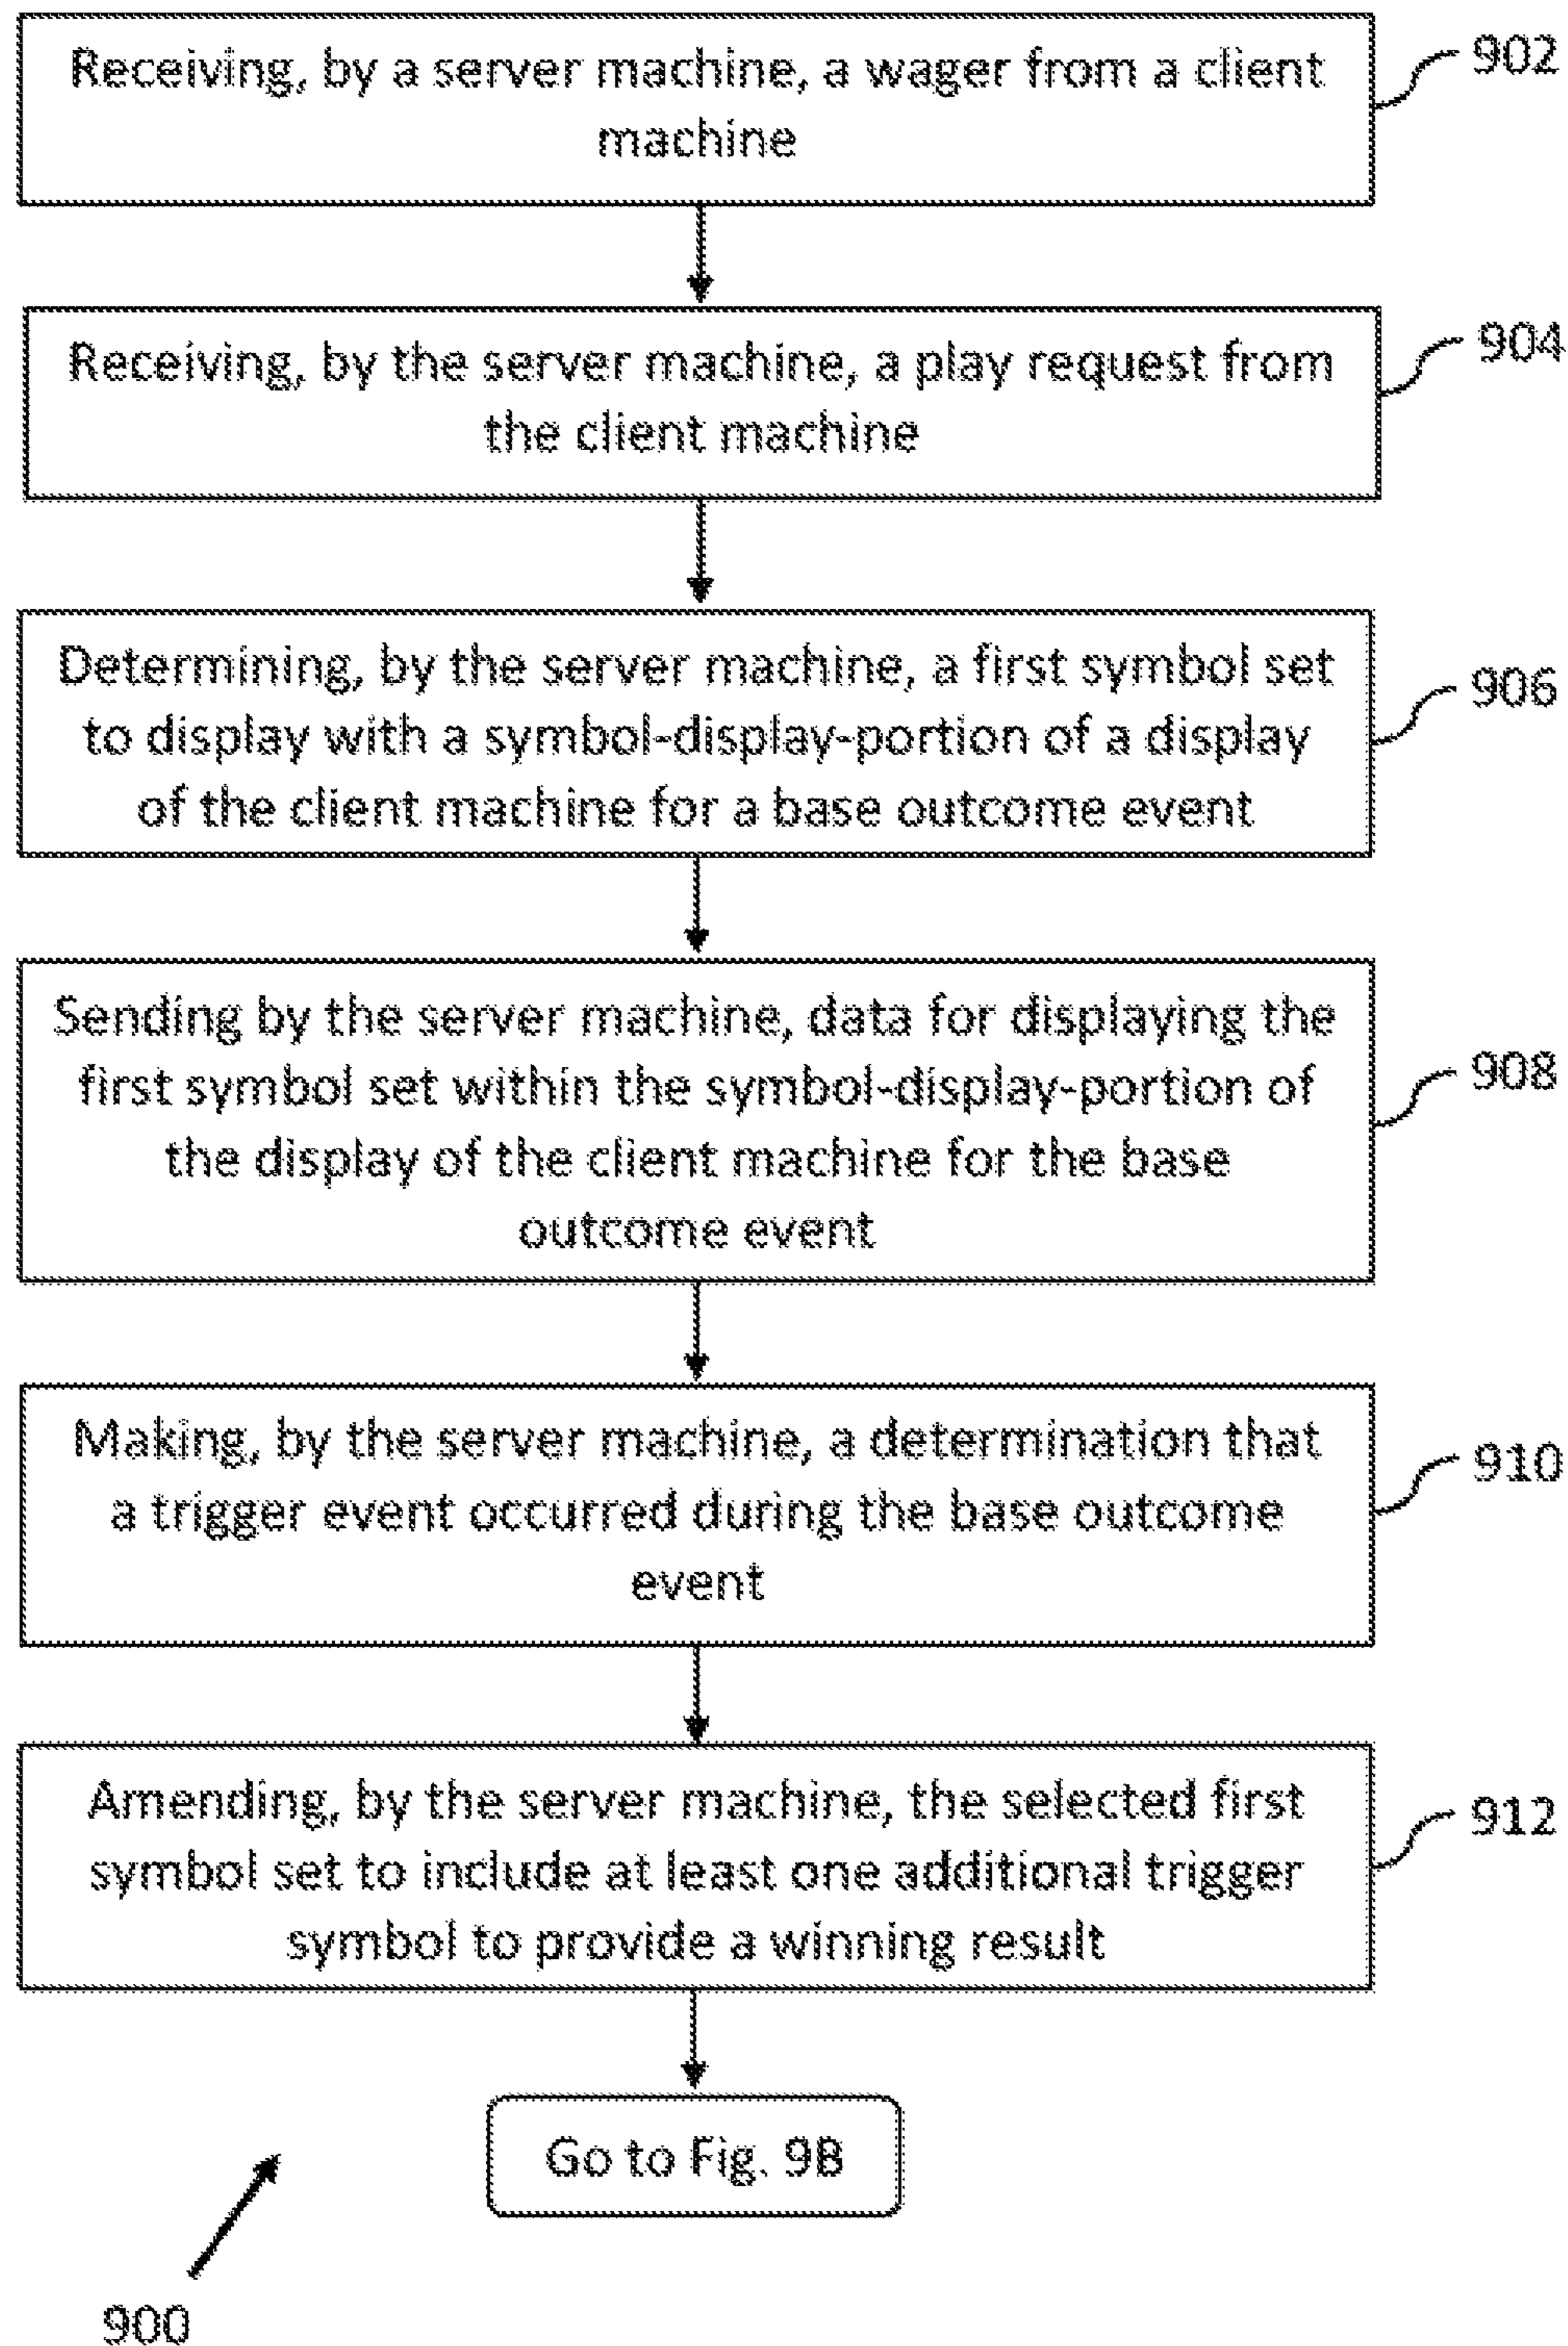 Receiving, by a server machine, a wager from a client
machine
902
Receiving, by the server machine, a play request from
the client machine
904
Determining, by the server machine, a first symbol set
to display with a symbol-display-portion of a display
of the client machine for a base outcome event
906
Sending by the server machine, data for displaying the
first symbol set within the symbol-display-portion of
the display of the client machine for the base
outcome event
908
Making, by the server machine, a determination that
a trigger event occurred during the base outcome
event
910
Amending, by the server machine, the selected first
symbol set to include at least one additional trigger
symbol to provide a winning result
912
Go to Fig. 9B
900